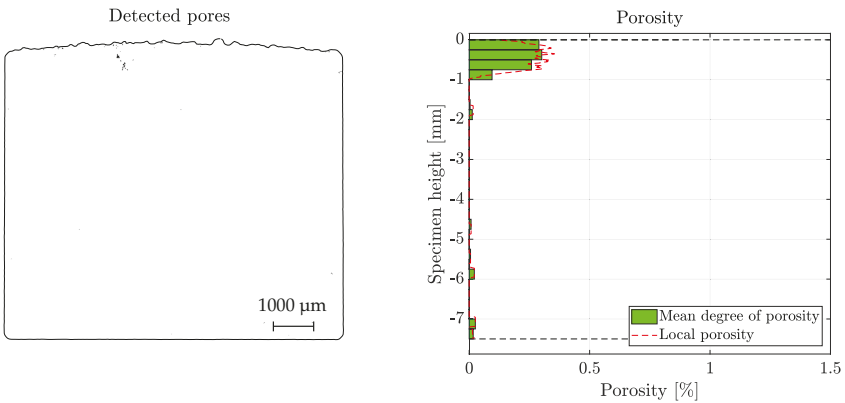 Detected pores
1000 µm
Porosity
Specimen height [mm]
0
-1
-2
-3
-4
-5
-6
-7
Mean degree of porosity
Local porosity
0
0.5
1
1.5
Porosity [%]